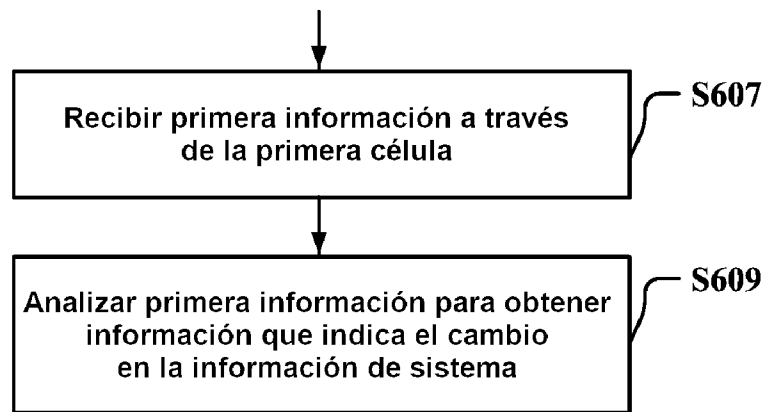 Recibir primera información a través
de la primera célula
S607
Analizar primera información para obtener
información que indica el cambio
en la información de sistema
S609